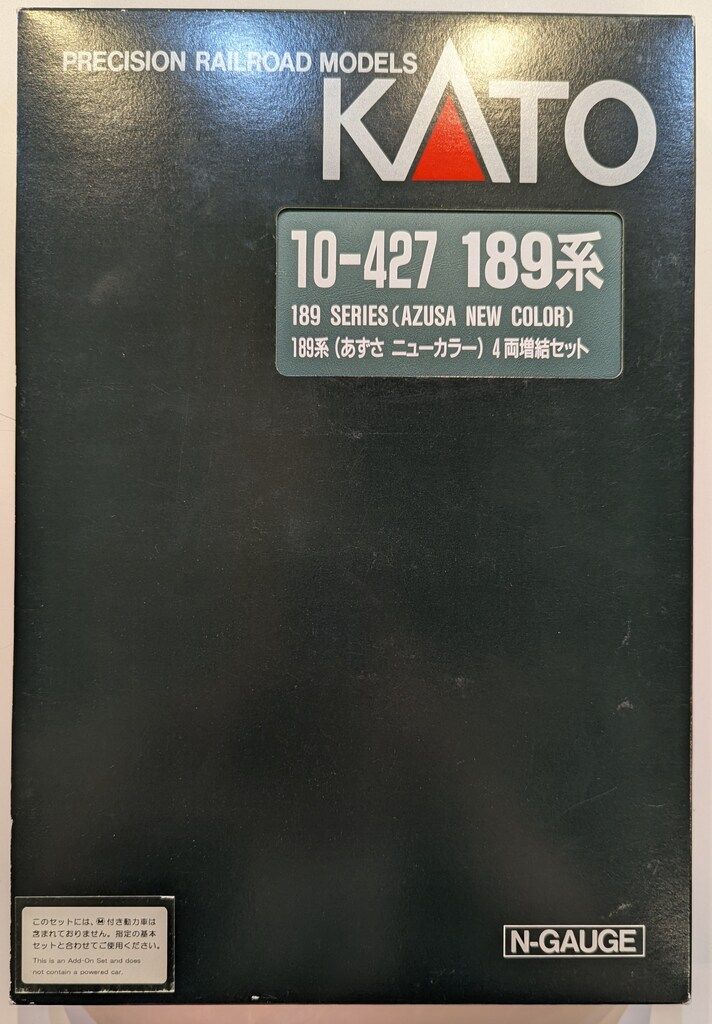 PRECISION RAILROAD MODELS
KATO
10-427 189系
189 SERIES(AZUSA NEW COLOR)
189系(あずさ ニューカラー)4両増結セット
このセットには、Ⓜ付き動力車は
含まれておりません。指定の基本
セットと合わせてご使用ください。
This is an Add-On Set and does
not contain a powered car.
N-GAUGE